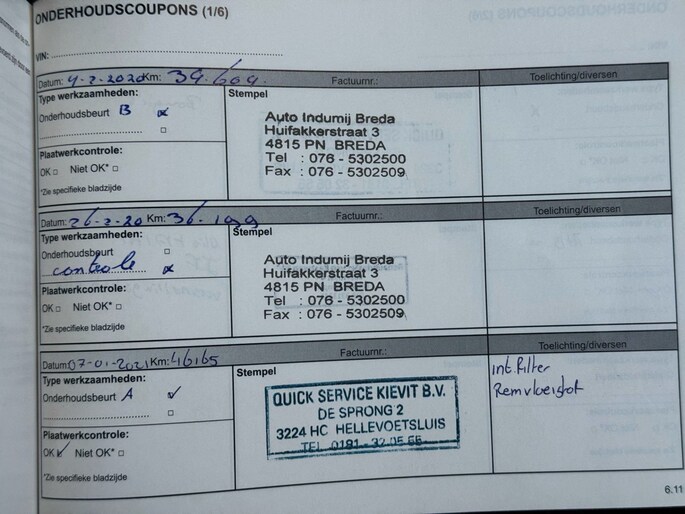 ONDERHOUDSCOUPONS (1/6)
VIN:
Datum: 4-2-2020 Km: 34.609. Factuurnr.: Toelichting/diversen
Type werkzaamheden: Stempel
Onderhoudsbeurt B
Auto Indumij Breda
Huifakkerstraat 3
4815 PN BREDA
Tel : 076 - 5302500
Fax : 076 - 5302509
Plaatwerkcontrole:
OK Niet OK*
*Zie specifieke bladzijde
Datum: 26-2-20 Km: 36.199 Factuurnr.: Toelichting/diversen
Type werkzaamheden: Stempel
Onderhoudsbeurt
controle
Auto Indumij Breda
Huifakkerstraat 3
4815 PN BREDA
Tel : 076 - 5302500
Fax : 076 - 5302509
Plaatwerkcontrole:
OK Niet OK*
*Zie specifieke bladzijde
Datum: 07-01-2021 Km: 46165 Factuurnr.: Toelichting/diversen
Type werkzaamheden: Stempel
Onderhoudsbeurt A
QUICK SERVICE KIEVIT B.V.
DE SPRONG 2
3224 HC HELLEVOETSLUIS
TEL 0181-
Int. Filter
Remvloeistof
Plaatwerkcontrole:
OK Niet OK*
*Zie specifieke bladzijde
6.11